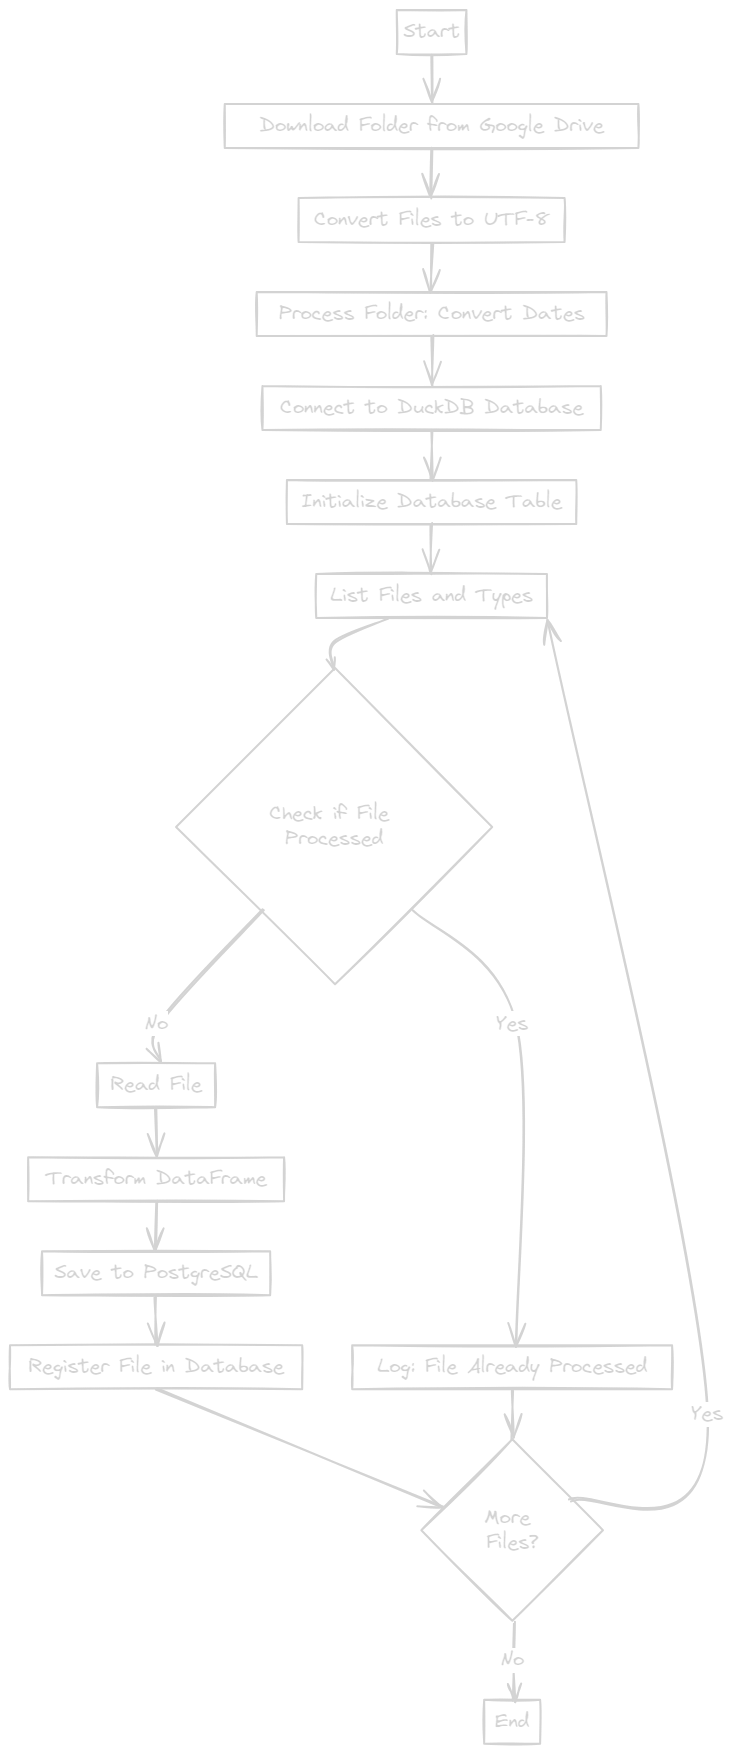 Start
Download Folder from Google Drive
Convert Files to UTF-8
Process Folder: Convert Dates
Connect to DuckDB Database
Initialize Database Table
List Files and Types
Check if File
Processed
No
Yes
Read File
Transform DataFrame
Save to PostgreSQL
Register File in Database
Log: File Already Processed
Yes
More
Files?
No
End